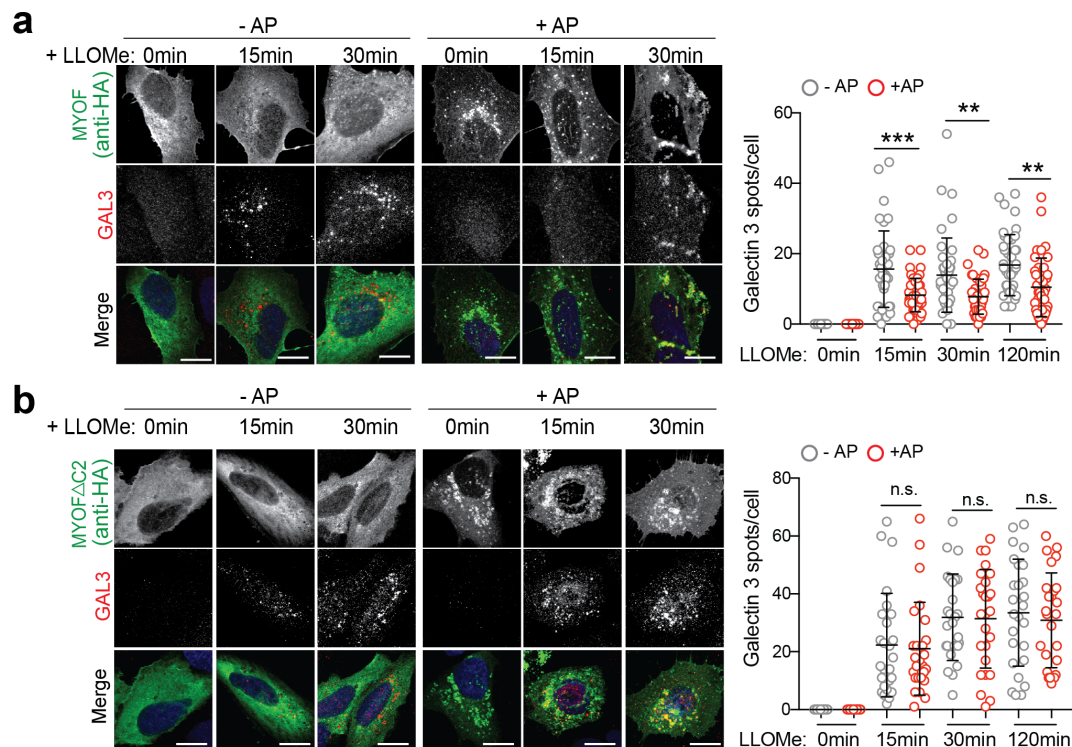 a
- AP + AP
+ LLOMe: 0min 15min 30min 0min 15min 30min
MYOF
(anti-HA)
GAL3
Merge
- AP +AP
Galectin 3 spots/cell
60
40
20
0
*** ** **
LLOMe: 0min 15min 30min 120min
b
- AP + AP
+ LLOMe: 0min 15min 30min 0min 15min 30min
MYOF△C2
(anti-HA)
GAL3
Merge
- AP +AP
Galectin 3 spots/cell
80
60
40
20
0
n.s. n.s. n.s.
LLOMe: 0min 15min 30min 120min